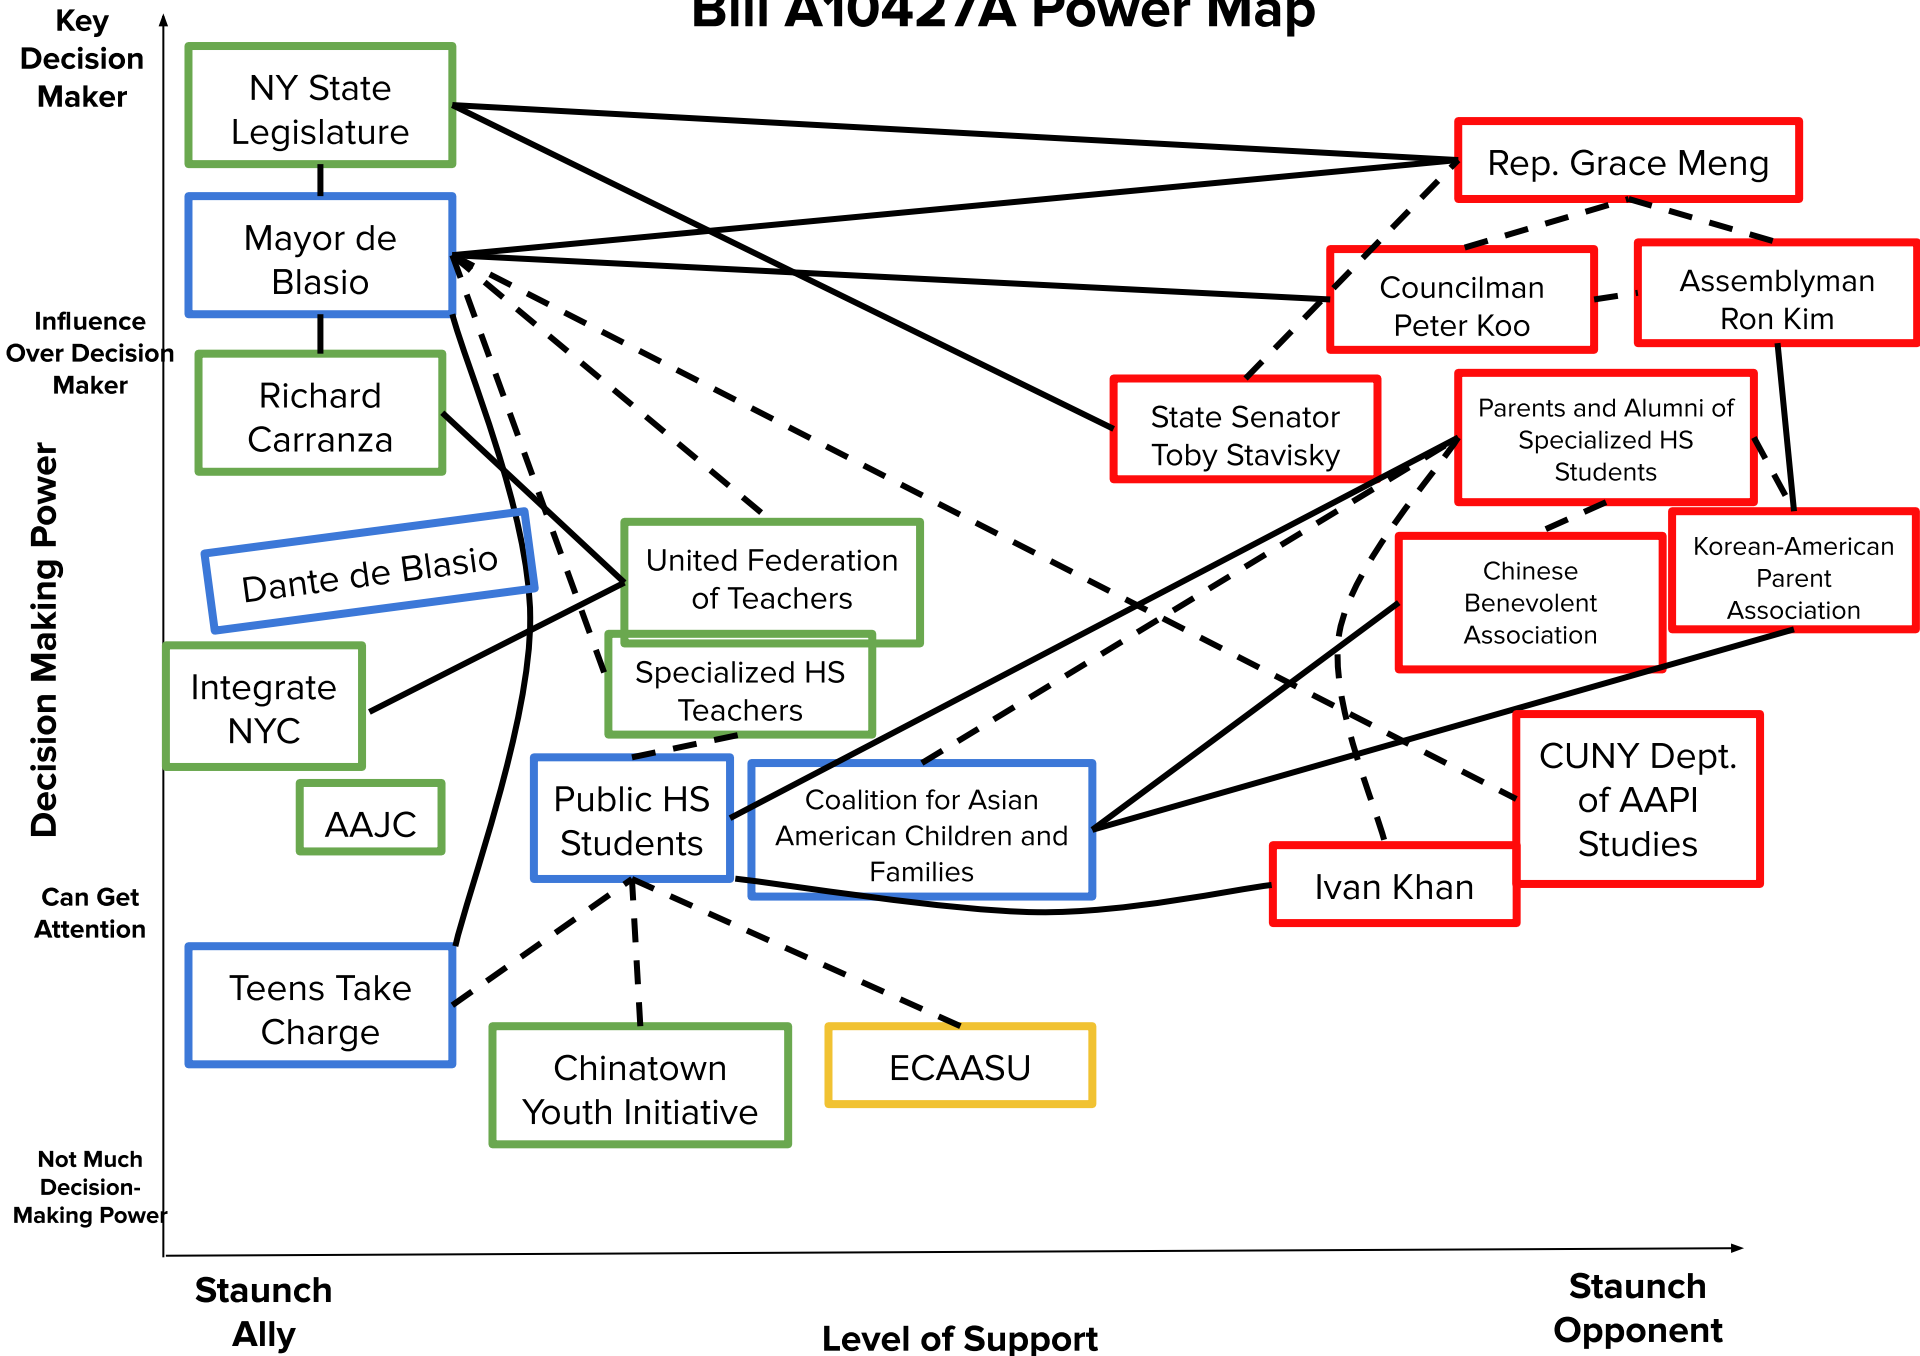 Bill A10427A Power Map
Key
Decision
Maker
NY State
Legislature
Rep. Grace Meng
Mayor de
Blasio
Councilman
Peter Koo
Assemblyman
Ron Kim
Influence
Over Decision
Maker
Richard
Carranza
State Senator
Toby Stavisky
Parents and Alumni of
Specialized HS
Students
Decision Making Power
Dante de Blasio
United Federation
of Teachers
Chinese
Benevolent
Association
Korean-American
Parent
Association
Integrate
NYC
Specialized HS
Teachers
AAJC
Public HS
Students
Coalition for Asian
American Children and
Families
CUNY Dept.
of AAPI
Studies
Ivan Khan
Can Get
Attention
Teens Take
Charge
Chinatown
Youth Initiative
ECAASU
Not Much
Decision-
Making Power
Staunch
Ally
Level of Support
Staunch
Opponent